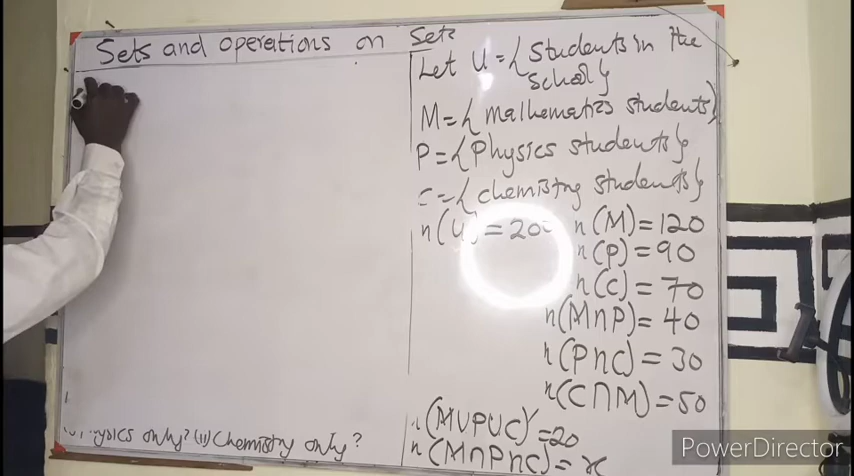 Sets and operations on Sets
Let U = { Students in the
School}
M = { mathematics students}
P = { Physics students}
C = { chemistry students}
n(U) = 200 n(M) = 120
n(P) = 90
n(C) = 70
n(M∩P) = 40
n(P∩C) = 30
n(C∩M) = 50
n(M∪P∪C)' = 20
n(M∩P∩C) = x
only? (ii) Chemistry only?
PowerDirector